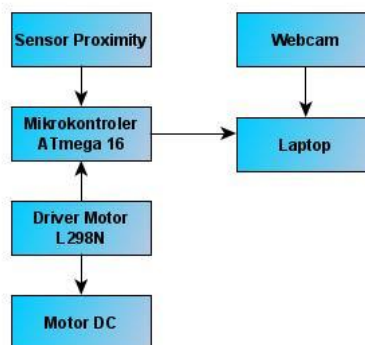 Sensor Proximity
Webcam
Mikrokontroler
ATmega 16
Laptop
Driver Motor
L298N
Motor DC